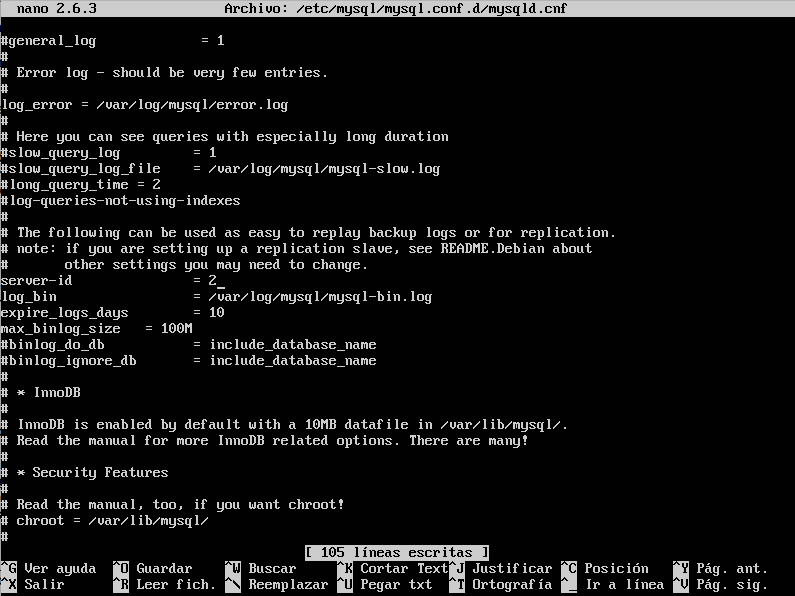 nano 2.6.3 Archivo: /etc/mysql/mysql.conf.d/mysqld.cnf
#general_log = 1
#
# Error log - should be very few entries.
#
log_error = /var/log/mysql/error.log
#
# Here you can see queries with especially long duration
#slow_query_log = 1
#slow_query_log_file = /var/log/mysql/mysql-slow.log
#long_query_time = 2
#log-queries-not-using-indexes
#
# The following can be used as easy to replay backup logs or for replication.
# note: if you are setting up a replication slave, see README.Debian about
# other settings you may need to change.
server-id = 2_
log_bin = /var/log/mysql/mysql-bin.log
expire_logs_days = 10
max_binlog_size = 100M
#binlog_do_db = include_database_name
#binlog_ignore_db = include_database_name
#
# * InnoDB
#
# InnoDB is enabled by default with a 10MB datafile in /var/lib/mysql/.
# Read the manual for more InnoDB related options. There are many!
#
# * Security Features
#
# Read the manual, too, if you want chroot!
# chroot = /var/lib/mysql/
#
[ 105 líneas escritas ]
^G Ver ayuda ^O Guardar ^W Buscar ^K Cortar Text ^J Justificar ^C Posición ^Y Pág. ant.
^X Salir ^R Leer fich. ^\ Reemplazar ^U Pegar txt ^T Ortografía ^_ Ir a línea ^V Pág. sig.